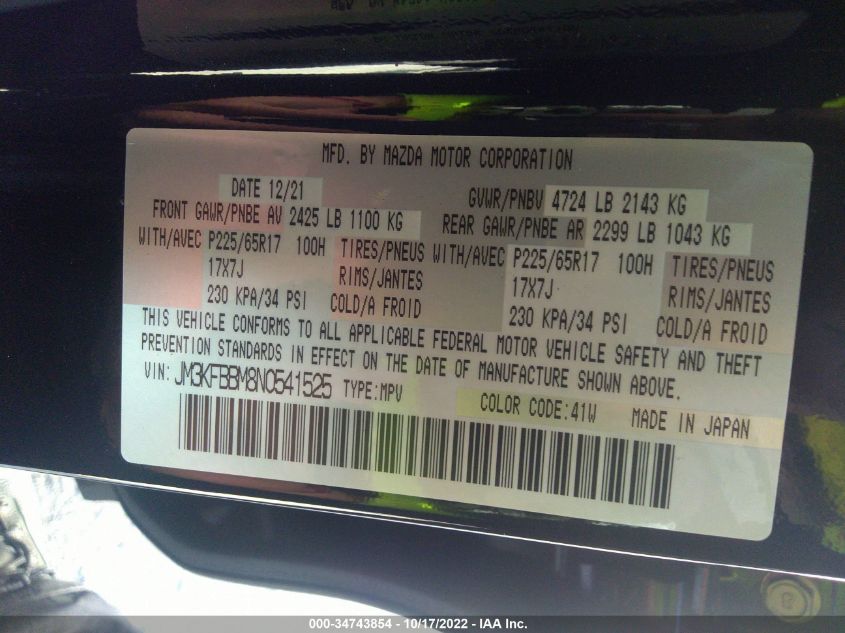 MFD. BY MAZDA MOTOR CORPORATION
DATE 12/21 GVWR/PNBV 4724 LB 2143 KG
FRONT GAWR/PNBE AV 2425 LB 1100 KG REAR GAWR/PNBE AR 2299 LB 1043 KG
WITH/AVEC P225/65R17 100H TIRES/PNEUS WITH/AVEC P225/65R17 100H TIRES/PNEUS
17X7J RIMS/JANTES 17X7J RIMS/JANTES
230 KPA/34 PSI COLD/A FROID 230 KPA/34 PSI COLD/A FROID
THIS VEHICLE CONFORMS TO ALL APPLICABLE FEDERAL MOTOR VEHICLE SAFETY AND THEFT
PREVENTION STANDARDS IN EFFECT ON THE DATE OF MANUFACTURE SHOWN ABOVE.
VIN: JM3KFBBM8N0541525 TYPE:MPV COLOR CODE:41W MADE IN JAPAN
000-34743854 - 10/17/2022 - IAA Inc.